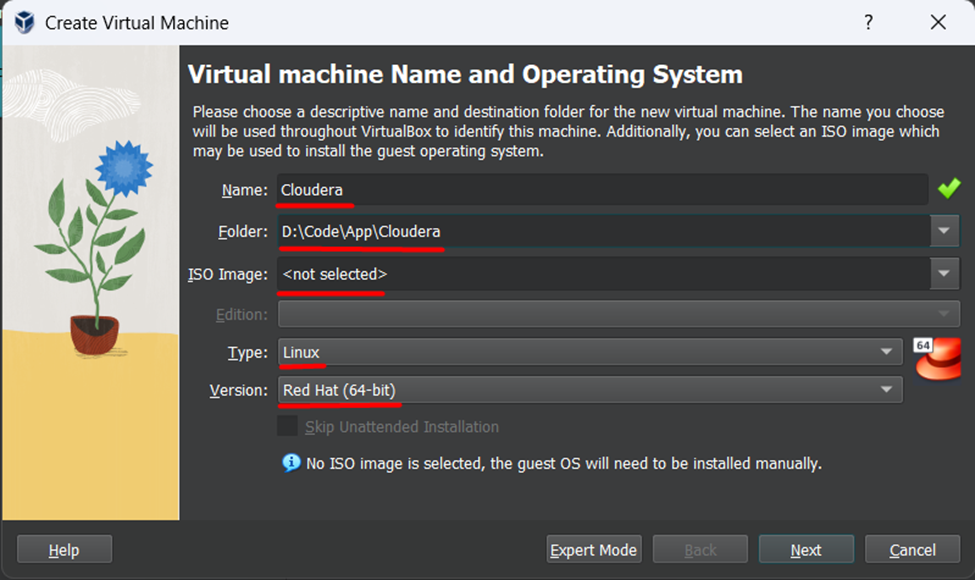 Create Virtual Machine
?
Virtual machine Name and Operating System
Please choose a descriptive name and destination folder for the new virtual machine. The name you choose
will be used throughout VirtualBox to identify this machine. Additionally, you can select an ISO image which
may be used to install the guest operating system.
Name: Cloudera
Folder: D:\Code\App\Cloudera
ISO Image: <not selected>
Edition:
Type: Linux
64
Version: Red Hat (64-bit)
Skip Unattended Installation
No ISO image is selected, the guest OS will need to be installed manually.
Help Expert Mode Back Next Cancel